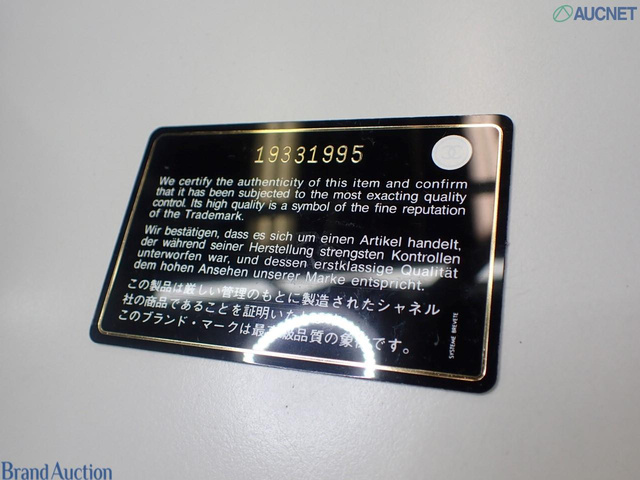 AUCNET
19331995
We certify the authenticity of this item and confirm
that it has been subjected to the most exacting quality
control. Its high quality is a symbol of the fine reputation
of the Trademark.
Wir bestätigen, dass es sich um einen Artikel handelt,
der während seiner Herstellung strengsten Kontrollen
unterworfen war, und dessen erstklassige Qualität
dem hohen Ansehen unserer Marke entspricht.
この製品は厳しい管理のもとに製造されたシャネル
社の商品であることを証明いた
このブランド・マークは最 級品質の象 です。
SYSTEME BREVETE
Brand Auction